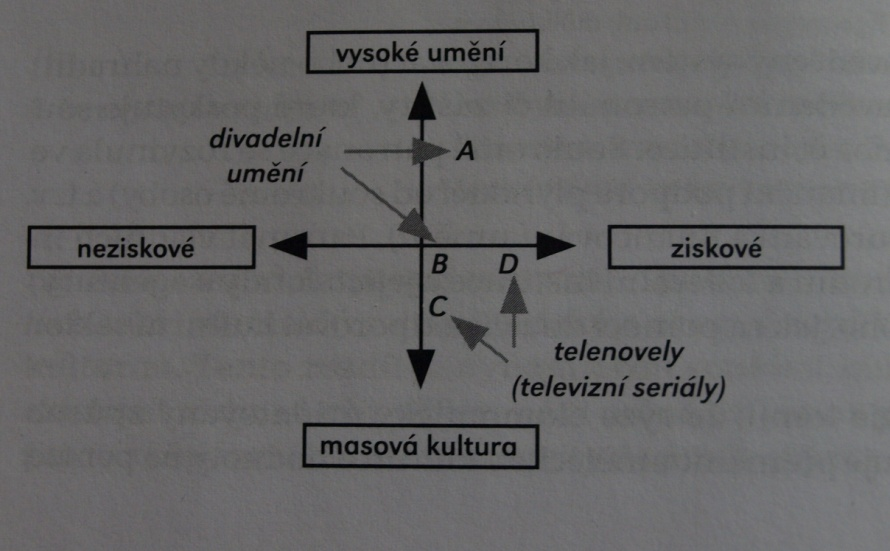 vysoké umění
divadelní
umění
A
neziskové
ziskové
B
D
C
telenovely
(televizní seriály)
masová kultura